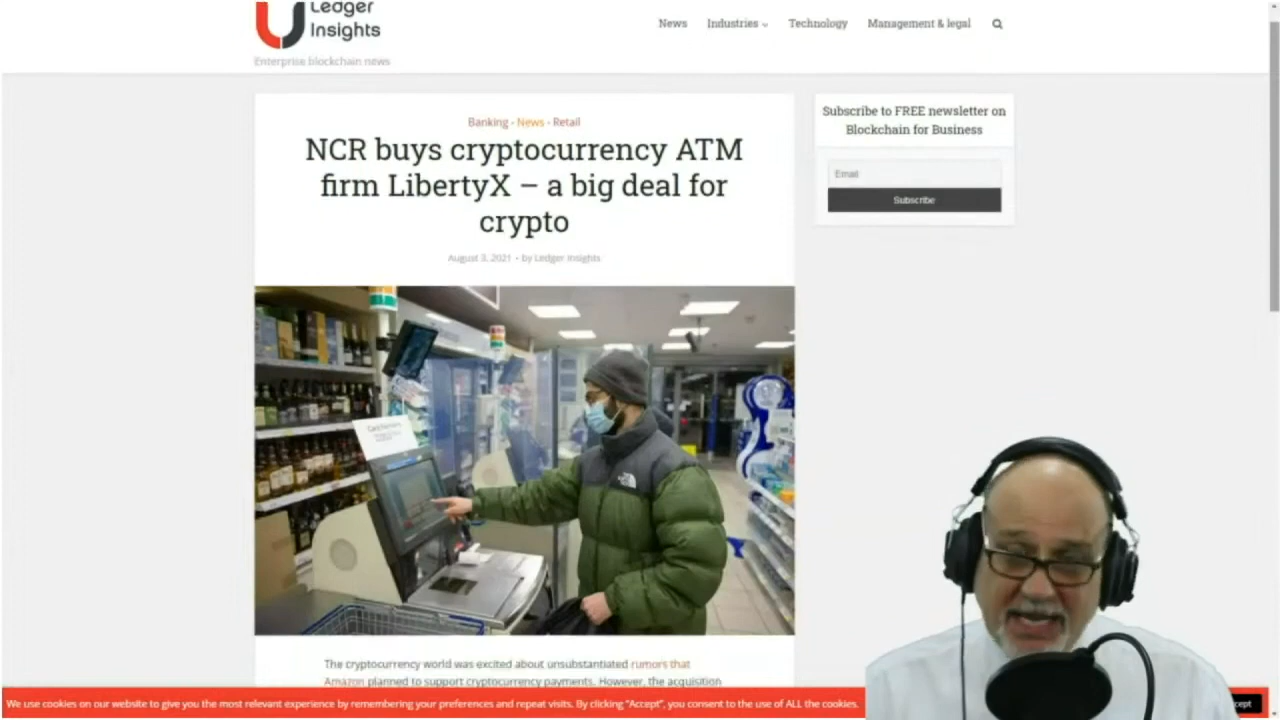 Ledger
Insights
Enterprise blockchain news
News Industries Technology Management & legal
Banking · News · Retail
NCR buys cryptocurrency ATM
firm LibertyX – a big deal for
crypto
August 3, 2021 • by Ledger Insights
Subscribe to FREE newsletter on
Blockchain for Business
Email
Subscribe
The cryptocurrency world was excited about unsubstantiated rumors that
Amazon planned to support cryptocurrency payments. However, the acquisition
We use cookies on our website to give you the most relevant experience by remembering your preferences and repeat visits. By clicking "Accept", you consent to the use of ALL the cookies.